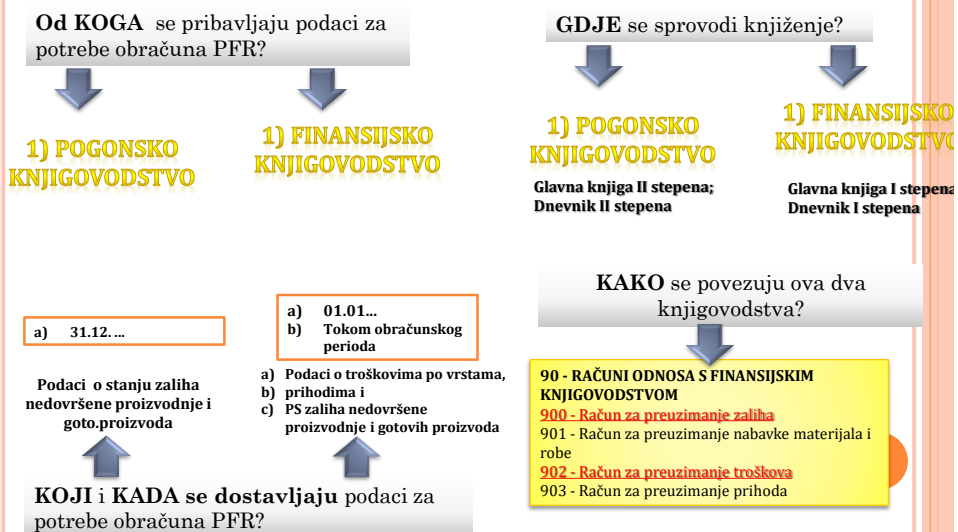 Od KOGA se pribavljaju podaci za
potrebe obračuna PFR?
1) POGONSKO
KNJIGOVODSTVO
1) FINANSIJSKO
KNJIGOVODSTVO
a) 31.12. ...
Podaci o stanju zaliha
nedovršene proizvodnje i
goto.proizvoda
a) 01.01...
b) Tokom obračunskog
perioda
a) Podaci o troškovima po vrstama,
b) prihodima i
c) PS zaliha nedovršene
proizvodnje i gotovih proizvoda
KOJI i KADA se dostavljaju podaci za
potrebe obračuna PFR?
GDJE se sprovodi knjiženje?
1) POGONSKO
KNJIGOVODSTVO
Glavna knjiga II stepena;
Dnevnik II stepena
1) FINANSIJSKO
KNJIGOVODSTVO
Glavna knjiga I stepena
Dnevnik I stepena
KAKO se povezuju ova dva
knjigovodstva?
90 - RAČUNI ODNOSA S FINANSIJSKIM
KNJIGOVODSTVOM
900 - Račun za preuzimanje zaliha
901 - Račun za preuzimanje nabavke materijala i
robe
902 - Račun za preuzimanje troškova
903 - Račun za preuzimanje prihoda